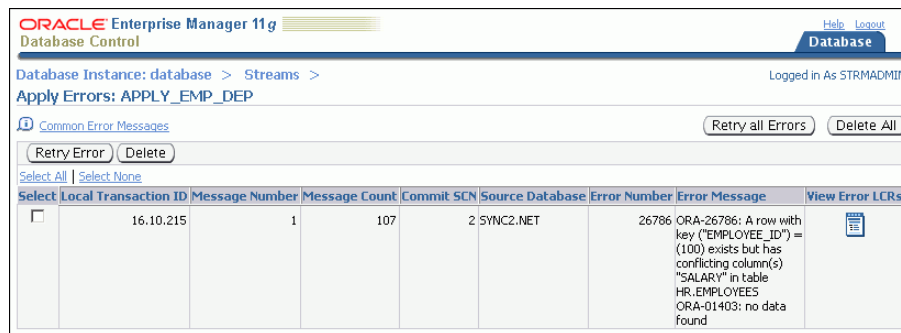 ORACLE Enterprise Manager 11g
Database Control
Help Logout
Database
Database Instance: database > Streams >
Logged in As STRMADMIN
Apply Errors: APPLY_EMP_DEP
Common Error Messages
Retry all Errors Delete All
Retry Error Delete
Select All | Select None
Select Local Transaction ID Message Number Message Count Commit SCN Source Database Error Number Error Message View Error LCRs
16.10.215 1 107 2 SYNC2.NET 26786 ORA-26786: A row with
key ("EMPLOYEE_ID") =
(100) exists but has
conflicting column(s)
"SALARY" in table
HR.EMPLOYEES
ORA-01403: no data
found